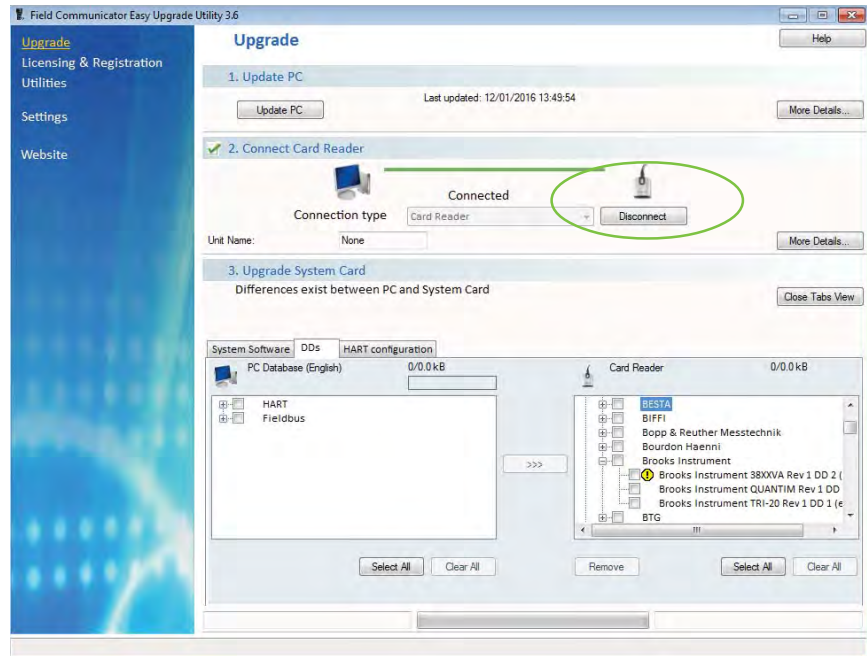 Field Communicator Easy Upgrade Utility 3.6
Upgrade
Licensing & Registration
Utilities
Settings
Website
Upgrade
Help
1. Update PC
Update PC
Last updated: 12/01/2016 13:49:54
More Details...
2. Connect Card Reader
Connected
Connection type
Card Reader
Disconnect
Unit Name:
None
More Details...
3. Upgrade System Card
Differences exist between PC and System Card
Close Tabs View
System Software
DDs
HART configuration
PC Database (English)
0/0.0 kB
Card Reader
0/0.0 kB
HART
Fieldbus
>>>
BESTA
BIFFI
Bopp & Reuther Messtechnik
Bourdon Haenni
Brooks Instrument
Brooks Instrument 38XXVA Rev 1 DD 2 (
Brooks Instrument QUANTIM Rev 1 DD
Brooks Instrument TRI-20 Rev 1 DD 1 (e
BTG
Select All
Clear All
Remove
Select All
Clear All